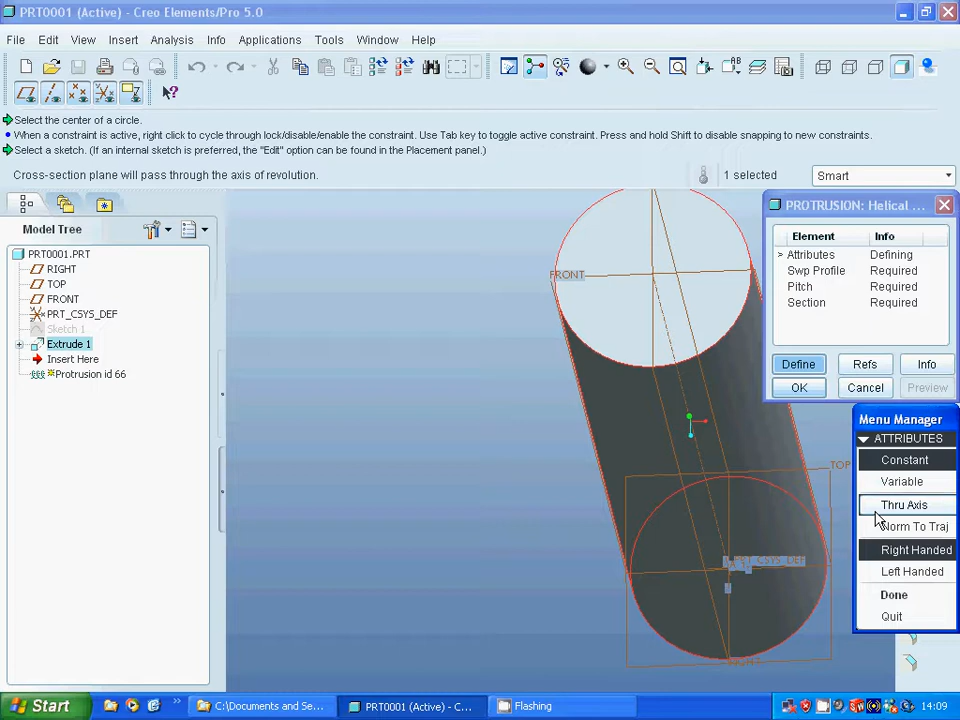 PRT0001 (Active) - Creo Elements/Pro 5.0
File Edit View Insert Analysis Info Applications Tools Window Help
Select the center of a circle.
When a constraint is active, right click to cycle through lock/disable/enable the constraint. Use Tab key to toggle active constraint. Press and hold Shift to disable snapping to new constraints.
Select a sketch. (If an internal sketch is preferred, the "Edit" option can be found in the Placement panel.)
Cross-section plane will pass through the axis of revolution.
1 selected
Smart
Model Tree
PRT0001.PRT
RIGHT
TOP
FRONT
PRT_CSYS_DEF
Sketch 1
Extrude 1
Insert Here
Protrusion id 66
FRONT
TOP
PRT_CSYS_DEF
PROTRUSION: Helical ...
Element Info
> Attributes Defining
Swp Profile Required
Pitch Required
Section Required
Define Refs Info
OK Cancel Preview
Menu Manager
ATTRIBUTES
Constant
Variable
Thru Axis
Norm To Traj
Right Handed
Left Handed
Done
Quit
Start
C:\Documents and Se...
PRT0001 (Active) - C...
Flashing
14:09